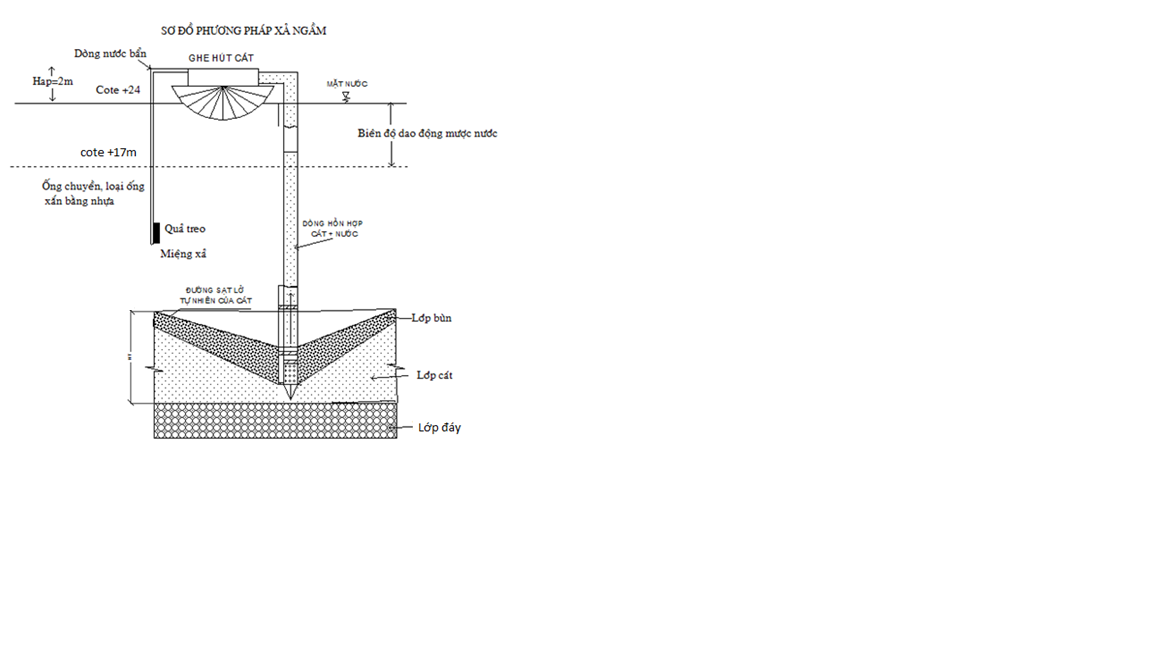 SƠ ĐỒ PHƯƠNG PHÁP XẢ NGẦM
Dòng nước bẩn
GHE HÚT CÁT
Hap=2m
Cote +24
MẶT NƯỚC
Biên độ dao động mược nước
cote +17m
Ống chuyền, loại ống
xẩn bằng nhựa
Quả treo
Miệng xả
DÒNG HỖN HỢP
CÁT + NƯỚC
ĐƯỜNG SẠT LỞ
TỰ NHIÊN CỦA CÁT
Lớp bùn
Lớp cát
Lớp đáy